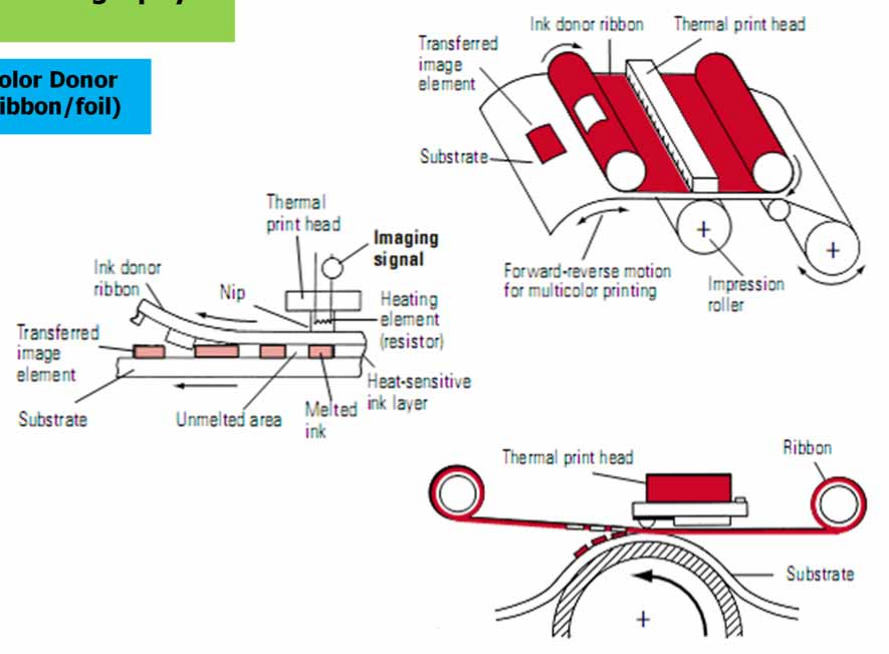 olor Donor
ibbon/foil)
Ink donor ribbon
Thermal print head
Transferred
image
element
Substrate
Forward-reverse motion
for multicolor printing
Impression
roller
Thermal
print head
Imaging
signal
Ink donor
ribbon
Nip
Heating
element
(resistor)
Transferred
image
element
Heat-sensitive
ink layer
Substrate
Unmelted area
Melted
ink
Thermal print head
Ribbon
Substrate